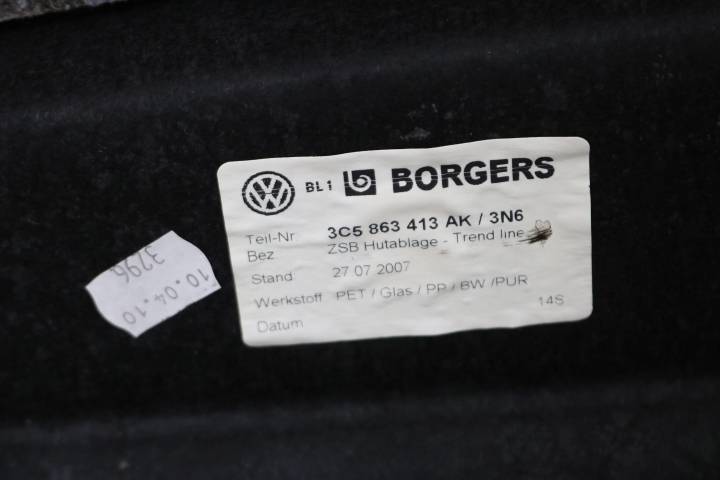 BL1 BORGERS
Teil-Nr 3C5 863 413 AK / 3N6
Bez ZSB Hutablage - Trend line
Stand 27 07 2007
Werkstoff PET / Glas / PP / BW /PUR
Datum 14S
3296
10.04.10